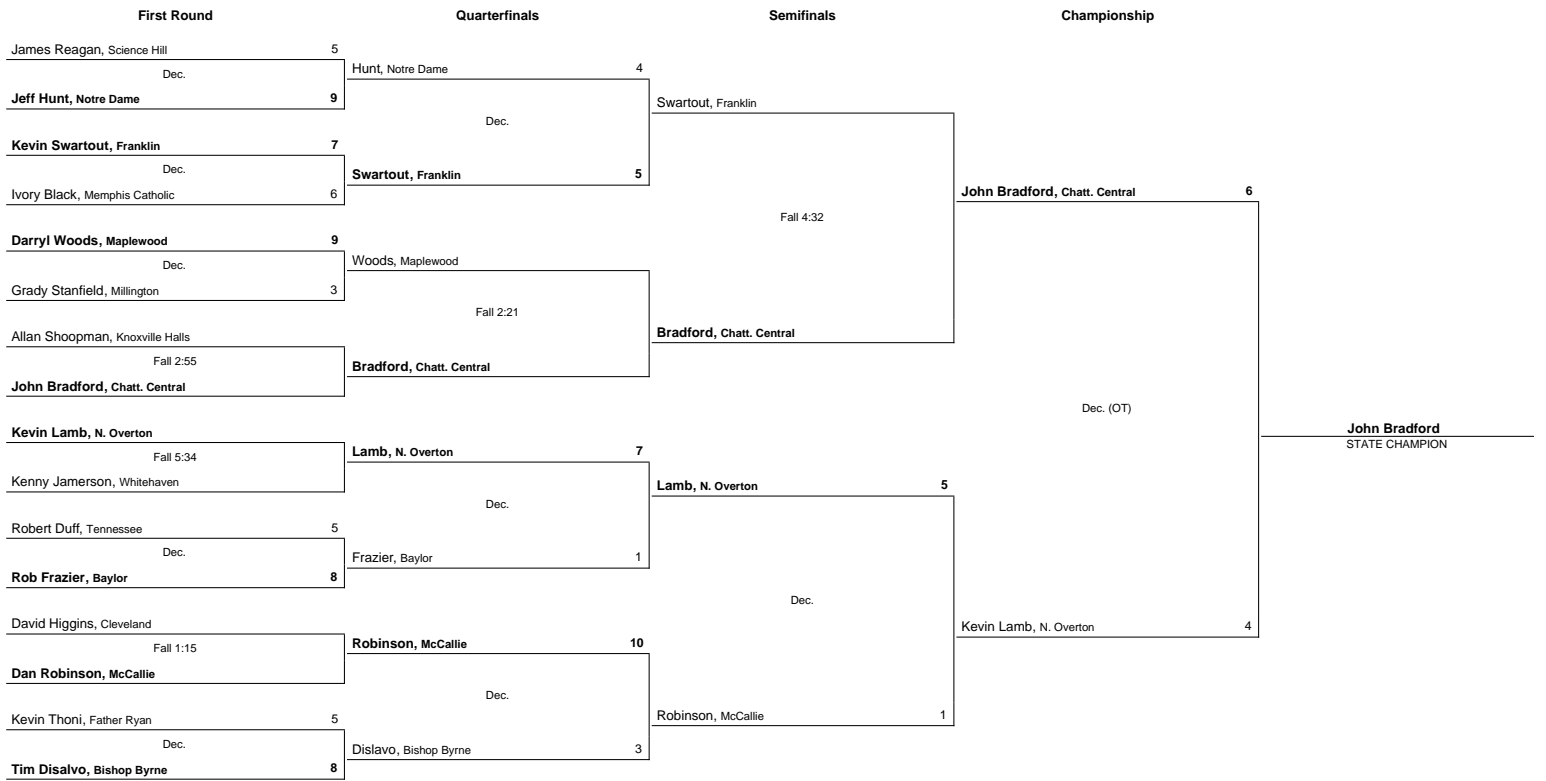 First Round Quarterfinals Semifinals Championship
James Reagan, Science Hill 5
Dec.
Jeff Hunt, Notre Dame 9
Kevin Swartout, Franklin 7
Dec.
Ivory Black, Memphis Catholic 6
Darryl Woods, Maplewood 9
Dec.
Grady Stanfield, Millington 3
Allan Shoopman, Knoxville Halls
Fall 2:55
John Bradford, Chatt. Central
Kevin Lamb, N. Overton
Fall 5:34
Kenny Jamerson, Whitehaven
Robert Duff, Tennessee 5
Dec.
Rob Frazier, Baylor 8
David Higgins, Cleveland
Fall 1:15
Dan Robinson, McCallie
Kevin Thoni, Father Ryan 5
Dec.
Tim Disalvo, Bishop Byrne 8
Hunt, Notre Dame 4
Dec.
Swartout, Franklin 5
Woods, Maplewood
Fall 2:21
Bradford, Chatt. Central
Lamb, N. Overton 7
Dec.
Frazier, Baylor 1
Robinson, McCallie 10
Dec.
Dislavo, Bishop Byrne 3
Swartout, Franklin
Fall 4:32
Bradford, Chatt. Central
Lamb, N. Overton 5
Dec.
Robinson, McCallie 1
John Bradford, Chatt. Central 6
Dec. (OT)
Kevin Lamb, N. Overton 4
John Bradford
STATE CHAMPION